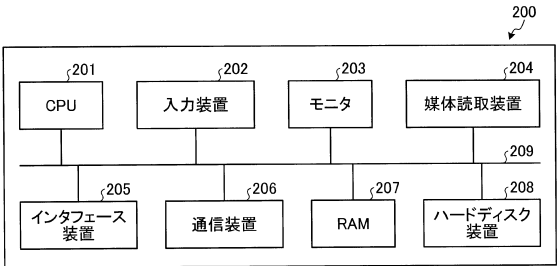 200
201
202
203
204
CPU
入力装置
モニタ
媒体読取装置
209
205
206
207
208
インタフェース
装置
通信装置
RAM
ハードディスク
装置